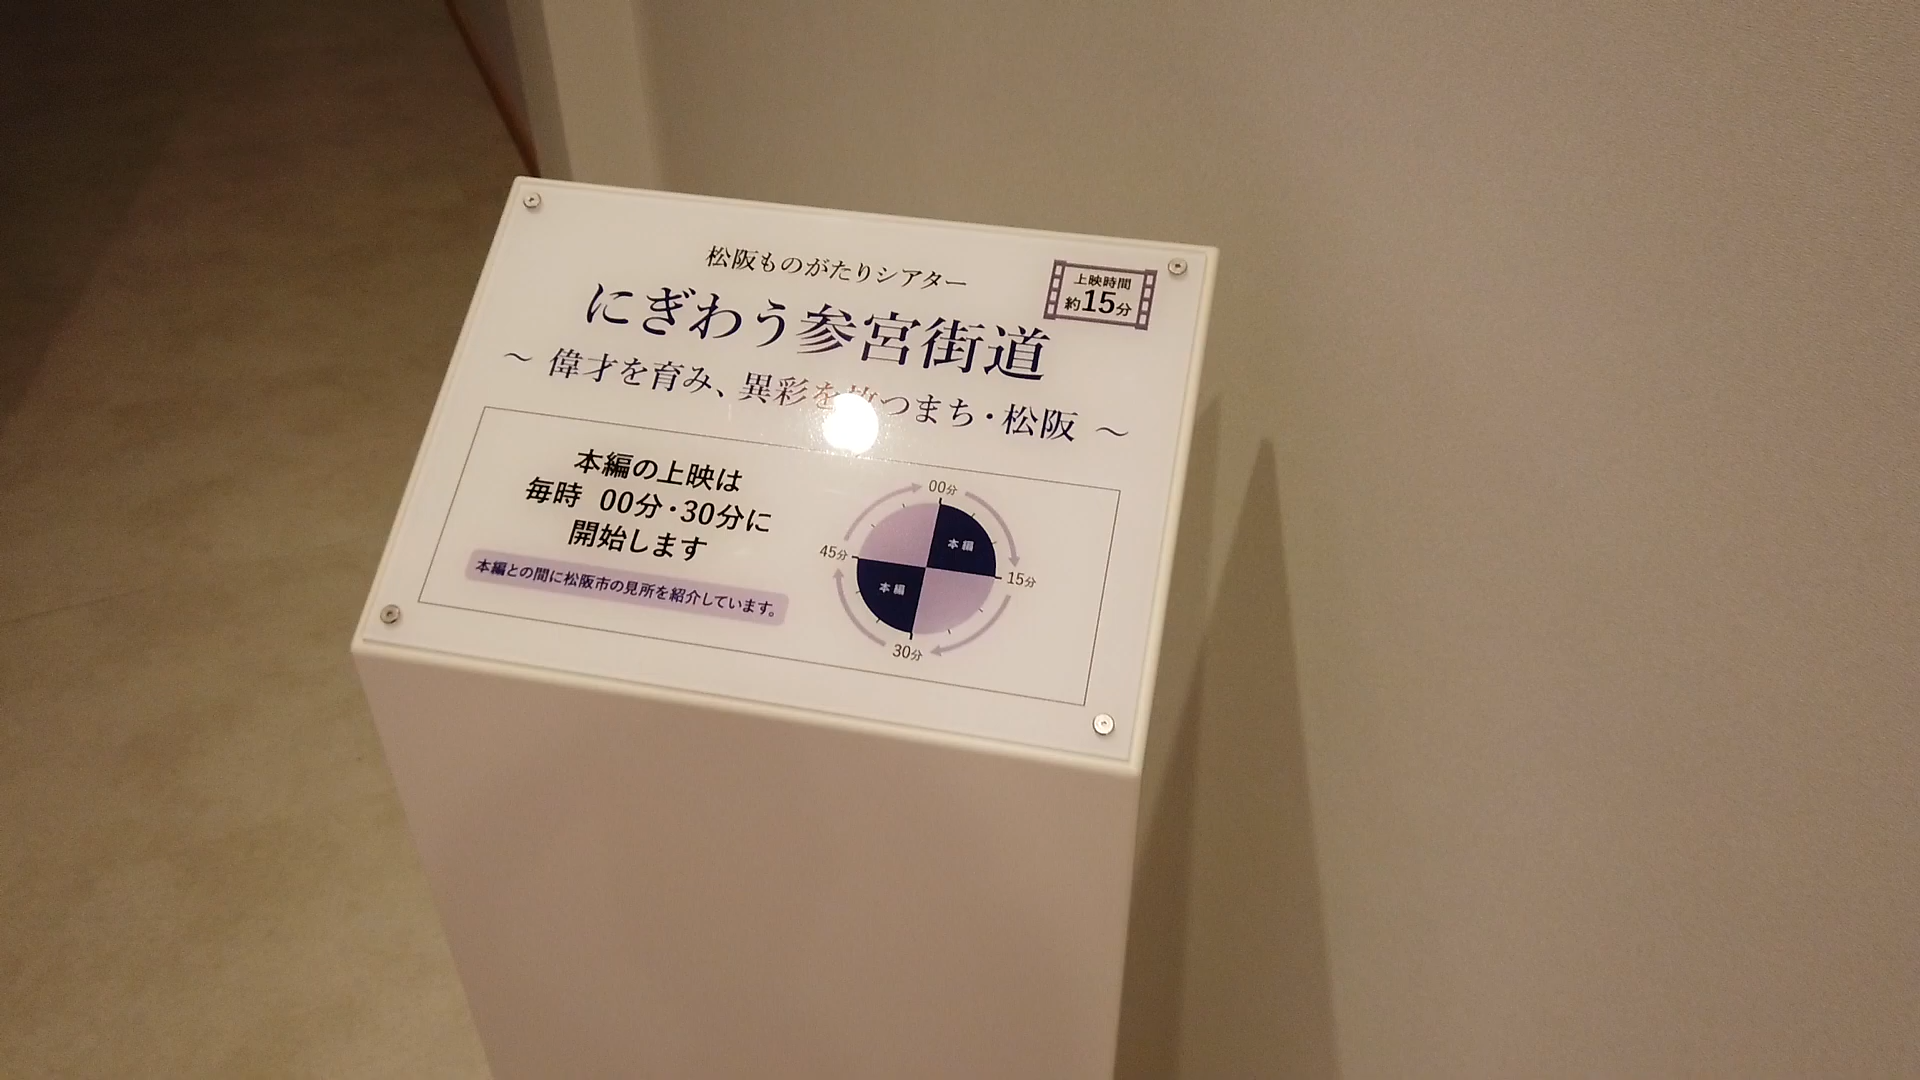 松阪ものがたりシアター
にぎわう参宮街道
～ 偉才を育み、異彩を放つまち・松阪 ～
上映時間
約15分
本編の上映は
毎時 00分・30分に
開始します
本編との間に松阪市の見所を紹介しています。
00分
本編
45分
15分
本編
30分